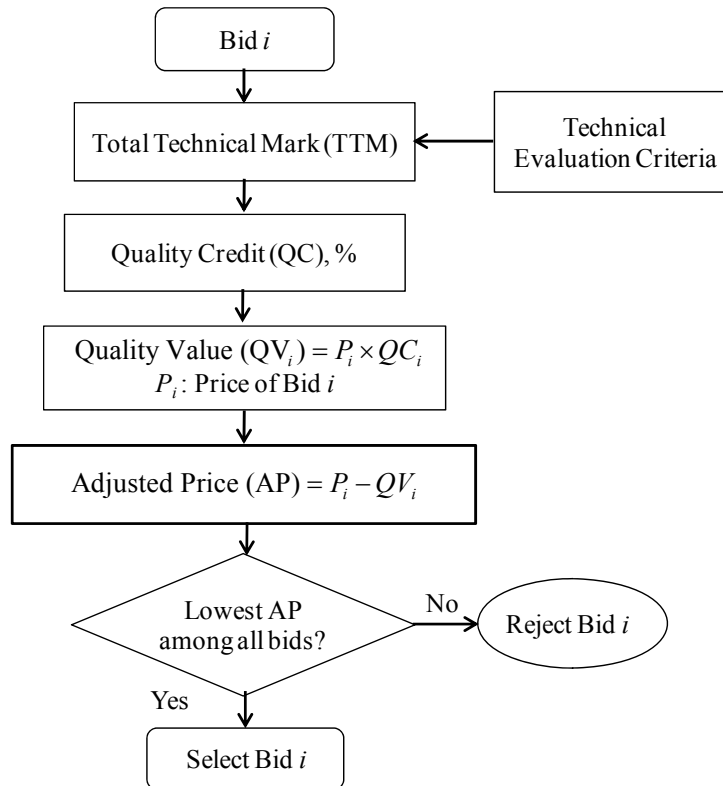 Bid i
Total Technical Mark (TTM)
Technical
Evaluation Criteria
Quality Credit (QC), %
Quality Value (QVᵢ) = Pᵢ × QCᵢ
Pᵢ: Price of Bid i
Adjusted Price (AP) = Pᵢ − QVᵢ
Lowest AP
among all bids?
No
Reject Bid i
Yes
Select Bid i